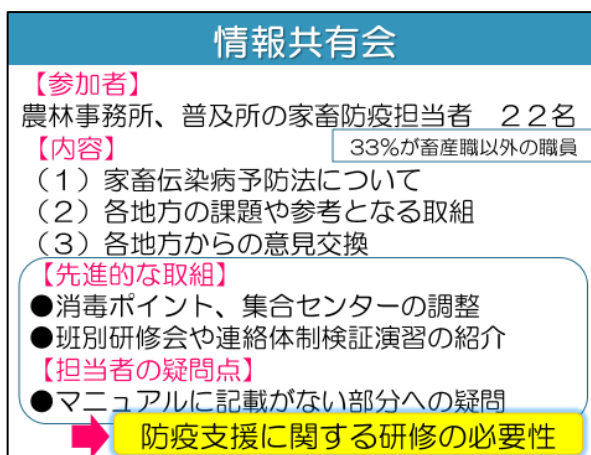 情報共有会
【参加者】
農林事務所、普及所の家畜防疫担当者　２２名
【内容】
33％が畜産職以外の職員
（１）家畜伝染病予防法について
（２）各地方の課題や参考となる取組
（３）各地方からの意見交換
【先進的な取組】
●消毒ポイント、集合センターの調整
●班別研修会や連絡体制検証演習の紹介
【担当者の疑問点】
●マニュアルに記載がない部分への疑問
防疫支援に関する研修の必要性